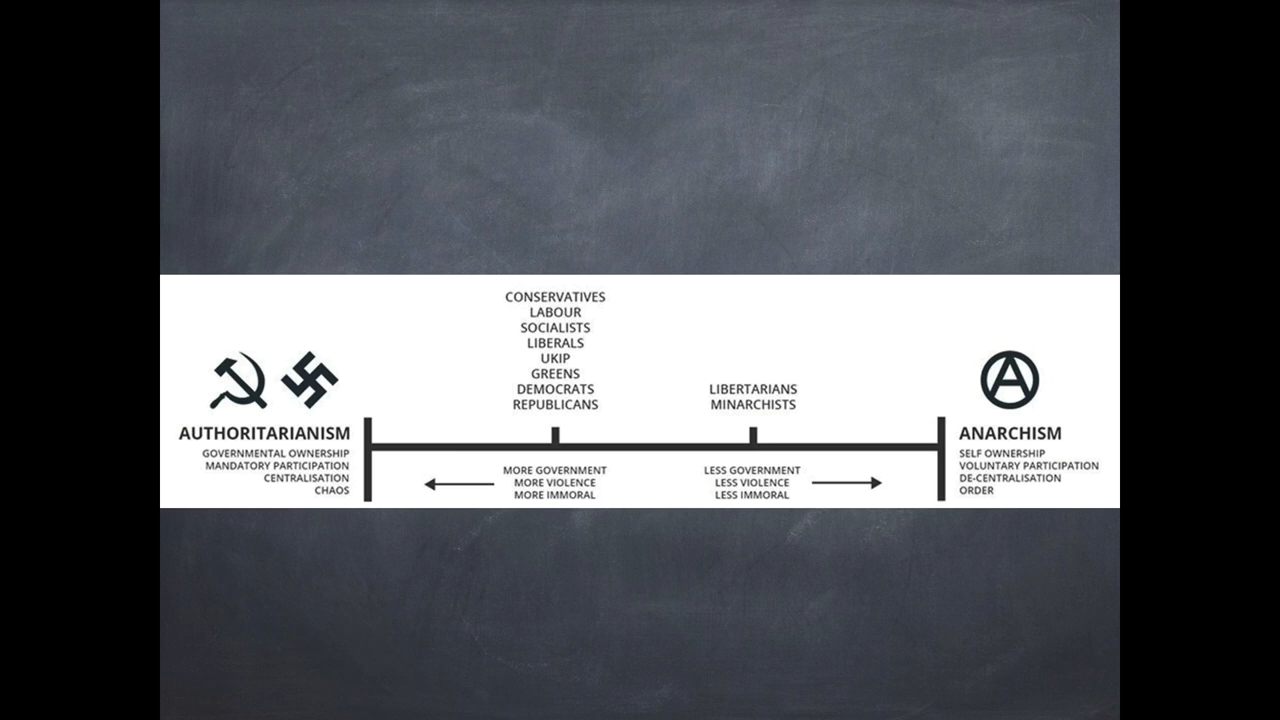 CONSERVATIVES
LABOUR
SOCIALISTS
LIBERALS
UKIP
GREENS
DEMOCRATS
REPUBLICANS
LIBERTARIANS
MINARCHISTS
AUTHORITARIANISM
GOVERNMENTAL OWNERSHIP
MANDATORY PARTICIPATION
CENTRALISATION
CHAOS
MORE GOVERNMENT
MORE VIOLENCE
MORE IMMORAL
LESS GOVERNMENT
LESS VIOLENCE
LESS IMMORAL
ANARCHISM
SELF OWNERSHIP
VOLUNTARY PARTICIPATION
DE-CENTRALISATION
ORDER